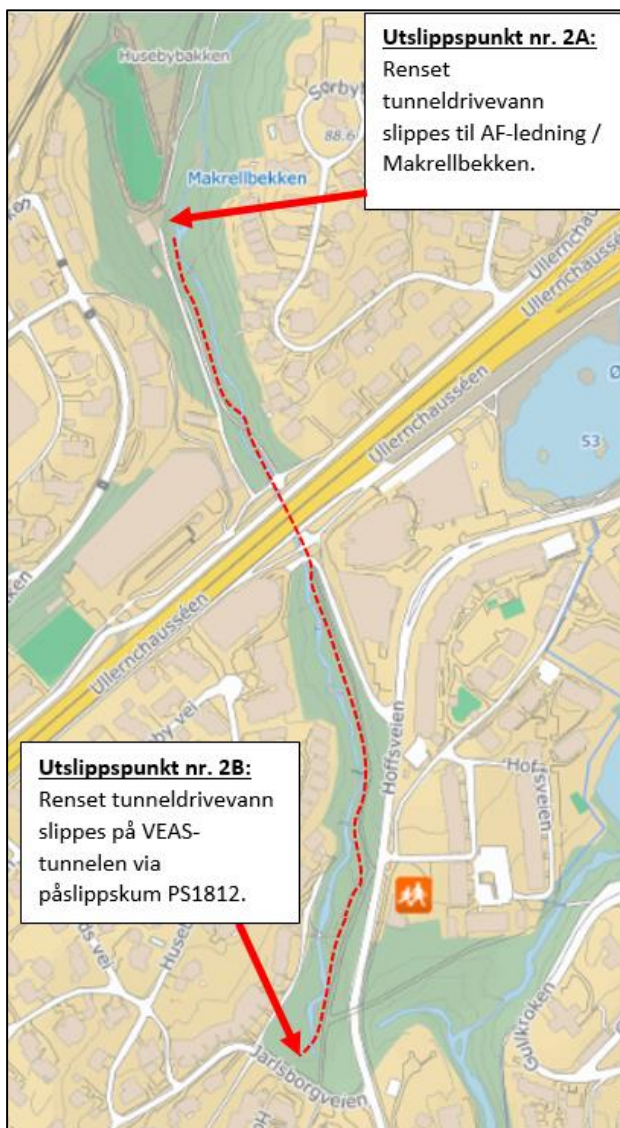 Utslippspunkt nr. 2A:
Renset
tunneldrivevann
slippes til AF-ledning /
Makrellbekken.
Husebybakken
Sørby
88.6
Makrellbekken
Ullernchausséen
Ullernchausséen
Ullernchausséen
53
Ullernchausséen
Hoffsveien
Hoffsveien
Utslippspunkt nr. 2B:
Renset tunneldrivevann
slippes på VEAS-
tunnelen via
påslippskum PS1812.
Jarlsborgveien
Gullkroken